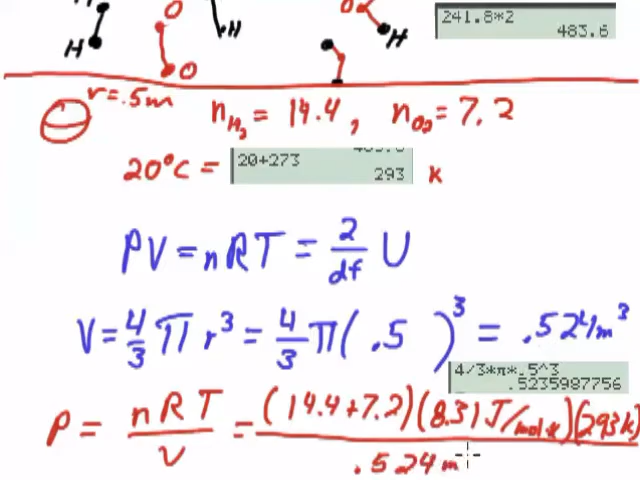 H O H O
H O H
241.8*2
483.6
r=.5m n_H₂ = 14.4, n_O₂ = 7.2
20°C = 20+273 K
293
PV = nRT = 2/df U
V = 4/3 π r³ = 4/3 π ( .5 )³ = .524 m³
4/3*π*.5^3
.5235987756
P = nRT/V = (14.4+7.2)(8.31 J/mol·K)(293K)/.524m